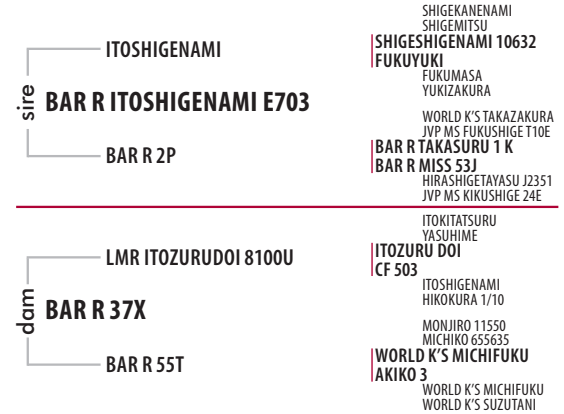 SHIGEKANENAMI
SHIGEMITSU
ITOSHIGENAMI
SHIGESHIGENAMI 10632
FUKUYUKI
FUKUMASA
YUKIZAKURA
sire
BAR R ITOSHIGENAMI E703
WORLD K'S TAKAZAKURA
JVP MS FUKUSHIGE T10E
BAR R 2P
BAR R TAKASURU 1 K
BAR R MISS 53J
HIRASHIGETAYASU J2351
JVP MS KIKUSHIGE 24E
ITOKITATSURU
YASUHIME
LMR ITOZURUDOI 8100U
ITOZURU DOI
CF 503
ITOSHIGENAMI
HIKOKURA 1/10
dam
BAR R 37X
MONJIRO 11550
MICHIKO 655635
BAR R 55T
WORLD K'S MICHIFUKU
AKIKO 3
WORLD K'S MICHIFUKU
WORLD K'S SUZUTANI